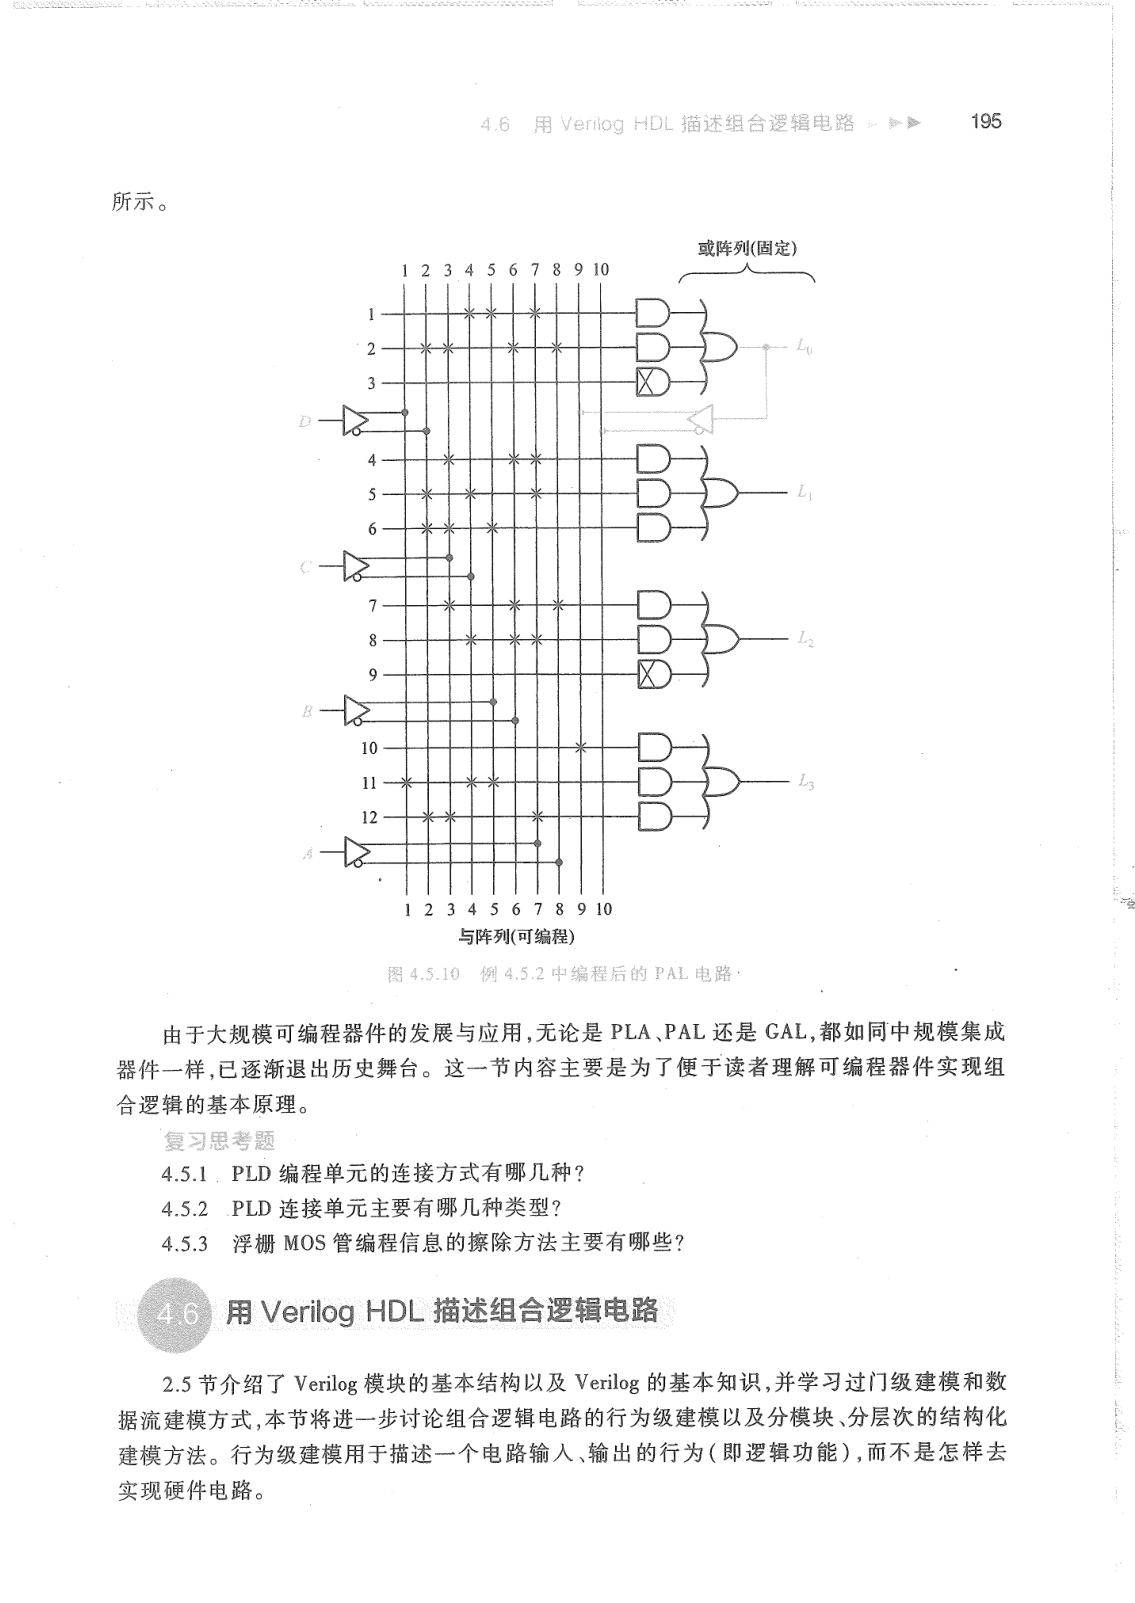 4.6 用 Verilog HDL 描述组合逻辑电路 195
所示。
或阵列(固定)
1 2 3 4 5 6 7 8 9 10
1
2
L0
3
D
4
5
L1
6
C
7
8
L2
9
B
10
11
L3
12
A
1 2 3 4 5 6 7 8 9 10
与阵列(可编程)
图 4.5.10 例 4.5.2 中编程后的 PAL 电路
由于大规模可编程器件的发展与应用,无论是 PLA、PAL 还是 GAL,都如同中规模集成
器件一样,已逐渐退出历史舞台。这一节内容主要是为了便于读者理解可编程器件实现组
合逻辑的基本原理。
复习思考题
4.5.1 PLD 编程单元的连接方式有哪几种?
4.5.2 PLD 连接单元主要有哪几种类型?
4.5.3 浮栅 MOS 管编程信息的擦除方法主要有哪些?
4.6 用 Verilog HDL 描述组合逻辑电路
2.5 节介绍了 Verilog 模块的基本结构以及 Verilog 的基本知识,并学习过门级建模和数
据流建模方式,本节将进一步讨论组合逻辑电路的行为级建模以及分模块、分层次的结构化
建模方法。行为级建模用于描述一个电路输入、输出的行为(即逻辑功能),而不是怎样去
实现硬件电路。